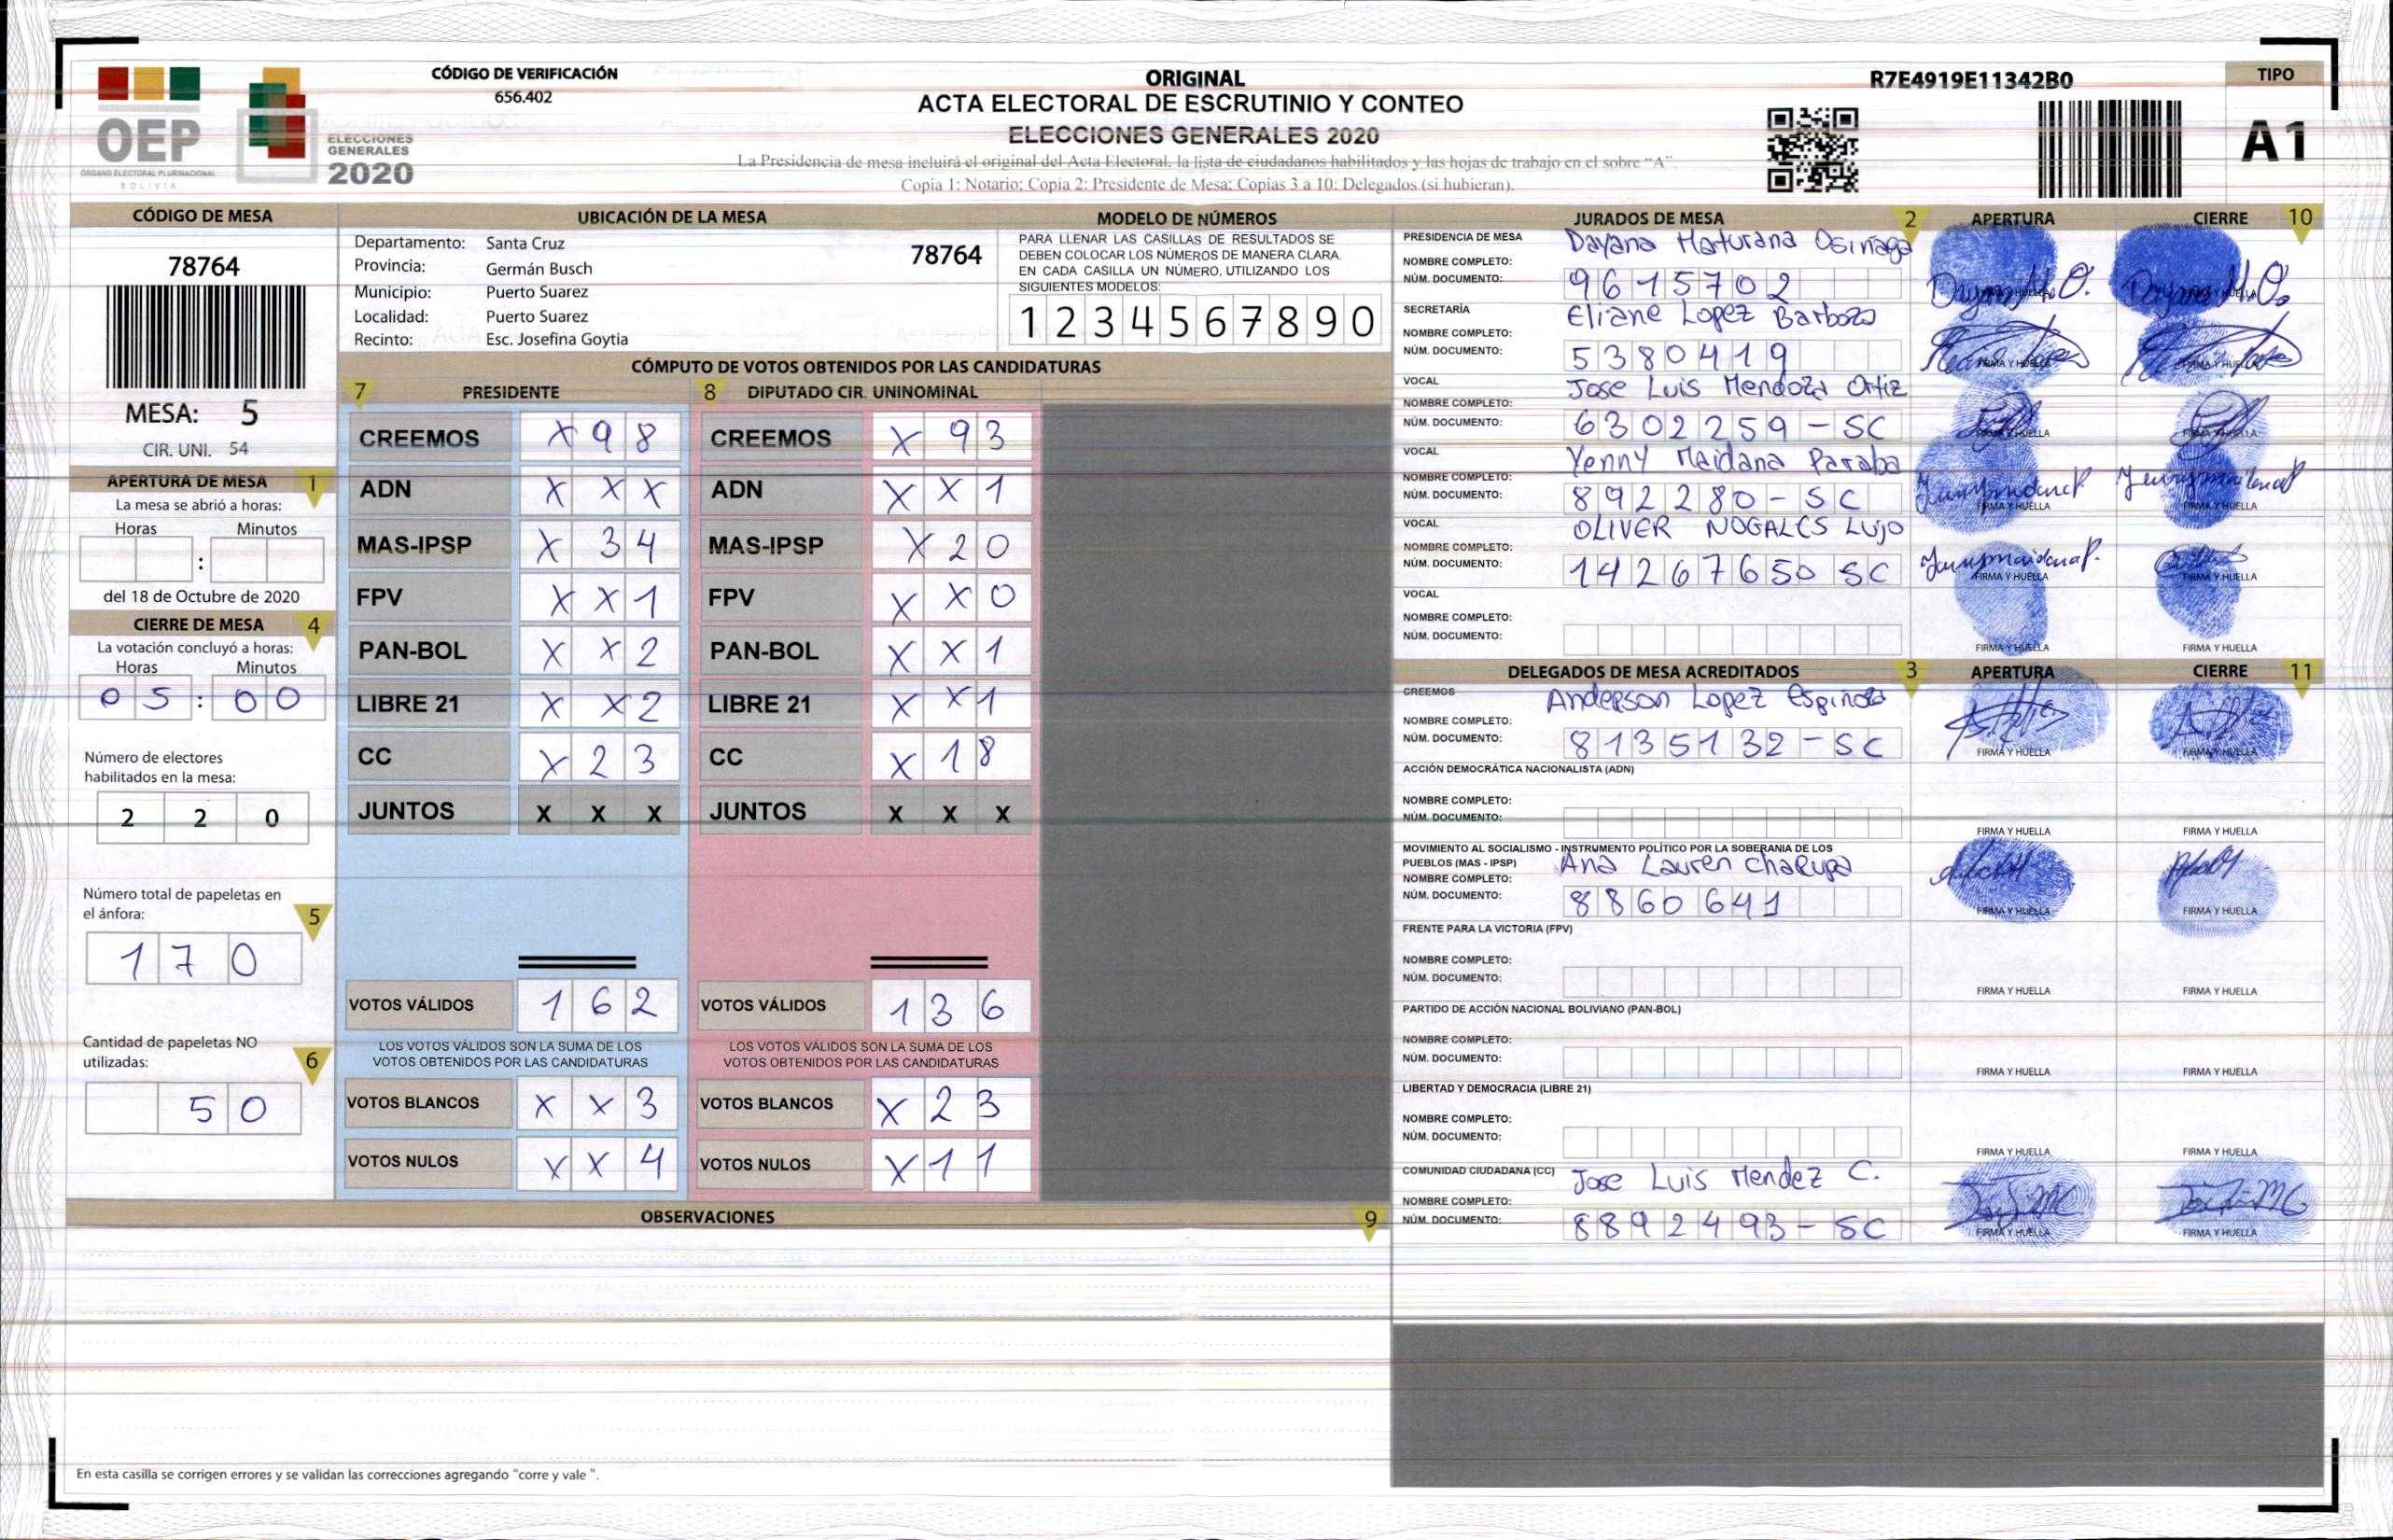 OEP
ÓRGANO ELECTORAL PLURINACIONAL
BOLIVIA
ELECCIONES
GENERALES
2020
CÓDIGO DE VERIFICACIÓN
656.402
ORIGINAL
ACTA ELECTORAL DE ESCRUTINIO Y CONTEO
ELECCIONES GENERALES 2020
La Presidencia de mesa incluirá el original del Acta Electoral, la lista de ciudadanos habilitados y las hojas de trabajo en el sobre "A".
Copia 1: Notario; Copia 2: Presidente de Mesa; Copias 3 a 10: Delegados (si hubieran).
R7E4919E11342B0
TIPO
A1
CÓDIGO DE MESA
78764
MESA: 5
CIR. UNI. 54
APERTURA DE MESA 1
La mesa se abrió a horas:
Horas Minutos
:
del 18 de Octubre de 2020
CIERRE DE MESA 4
La votación concluyó a horas:
Horas Minutos
0 5 : 0 0
Número de electores
habilitados en la mesa:
2 2 0
Número total de papeletas en
el ánfora: 5
1 7 0
Cantidad de papeletas NO
utilizadas: 6
5 0
UBICACIÓN DE LA MESA
Departamento: Santa Cruz 78764
Provincia: Germán Busch
Municipio: Puerto Suarez
Localidad: Puerto Suarez
Recinto: Esc. Josefina Goytia
MODELO DE NÚMEROS
PARA LLENAR LAS CASILLAS DE RESULTADOS SE
DEBEN COLOCAR LOS NÚMEROS DE MANERA CLARA.
EN CADA CASILLA UN NÚMERO, UTILIZANDO LOS
SIGUIENTES MODELOS:
1 2 3 4 5 6 7 8 9 0
CÓMPUTO DE VOTOS OBTENIDOS POR LAS CANDIDATURAS
7 PRESIDENTE 8 DIPUTADO CIR. UNINOMINAL
CREEMOS X 9 8 CREEMOS X 9 3
ADN X X X ADN X X 1
MAS-IPSP X 3 4 MAS-IPSP X 2 0
FPV X X 1 FPV X X 0
PAN-BOL X X 2 PAN-BOL X X 1
LIBRE 21 X X 2 LIBRE 21 X X 1
CC X 2 3 CC X 1 8
JUNTOS X X X JUNTOS X X X
VOTOS VÁLIDOS 1 6 2 VOTOS VÁLIDOS 1 3 6
LOS VOTOS VÁLIDOS SON LA SUMA DE LOS LOS VOTOS VÁLIDOS SON LA SUMA DE LOS
VOTOS OBTENIDOS POR LAS CANDIDATURAS VOTOS OBTENIDOS POR LAS CANDIDATURAS
VOTOS BLANCOS X X 3 VOTOS BLANCOS X 2 3
VOTOS NULOS X X 4 VOTOS NULOS X 1 1
OBSERVACIONES 9
En esta casilla se corrigen errores y se validan las correcciones agregando "corre y vale ".
JURADOS DE MESA 2 APERTURA CIERRE 10
PRESIDENCIA DE MESA Dayana Maturana Osinaga
NOMBRE COMPLETO:
NÚM. DOCUMENTO: 9615702 FIRMA Y HUELLA FIRMA Y HUELLA
SECRETARÍA Eliane Lopez Barboza
NOMBRE COMPLETO:
NÚM. DOCUMENTO: 5380419 FIRMA Y HUELLA FIRMA Y HUELLA
VOCAL Jose Luis Mendoza Ortiz
NOMBRE COMPLETO:
NÚM. DOCUMENTO: 6302259-SC FIRMA Y HUELLA FIRMA Y HUELLA
VOCAL Yenny Maidana Paraba
NOMBRE COMPLETO:
NÚM. DOCUMENTO: 892280-SC FIRMA Y HUELLA FIRMA Y HUELLA
VOCAL OLIVER NOGALES Lujo
NOMBRE COMPLETO:
NÚM. DOCUMENTO: 14267650 SC FIRMA Y HUELLA FIRMA Y HUELLA
VOCAL
NOMBRE COMPLETO:
NÚM. DOCUMENTO: FIRMA Y HUELLA FIRMA Y HUELLA
DELEGADOS DE MESA ACREDITADOS 3 APERTURA CIERRE 11
CREEMOS Anderson Lopez Espinoza
NOMBRE COMPLETO:
NÚM. DOCUMENTO: 8135132-SC FIRMA Y HUELLA FIRMA Y HUELLA
ACCIÓN DEMOCRÁTICA NACIONALISTA (ADN)
NOMBRE COMPLETO:
NÚM. DOCUMENTO: FIRMA Y HUELLA FIRMA Y HUELLA
MOVIMIENTO AL SOCIALISMO - INSTRUMENTO POLÍTICO POR LA SOBERANIA DE LOS
PUEBLOS (MAS - IPSP) Ana Lauren Charupa
NOMBRE COMPLETO:
NÚM. DOCUMENTO: 8860641 FIRMA Y HUELLA FIRMA Y HUELLA
FRENTE PARA LA VICTORIA (FPV)
NOMBRE COMPLETO:
NÚM. DOCUMENTO: FIRMA Y HUELLA FIRMA Y HUELLA
PARTIDO DE ACCIÓN NACIONAL BOLIVIANO (PAN-BOL)
NOMBRE COMPLETO:
NÚM. DOCUMENTO: FIRMA Y HUELLA FIRMA Y HUELLA
LIBERTAD Y DEMOCRACIA (LIBRE 21)
NOMBRE COMPLETO:
NÚM. DOCUMENTO: FIRMA Y HUELLA FIRMA Y HUELLA
COMUNIDAD CIUDADANA (CC) Jose Luis Mendez C.
NOMBRE COMPLETO:
NÚM. DOCUMENTO: 8892493-SC FIRMA Y HUELLA FIRMA Y HUELLA